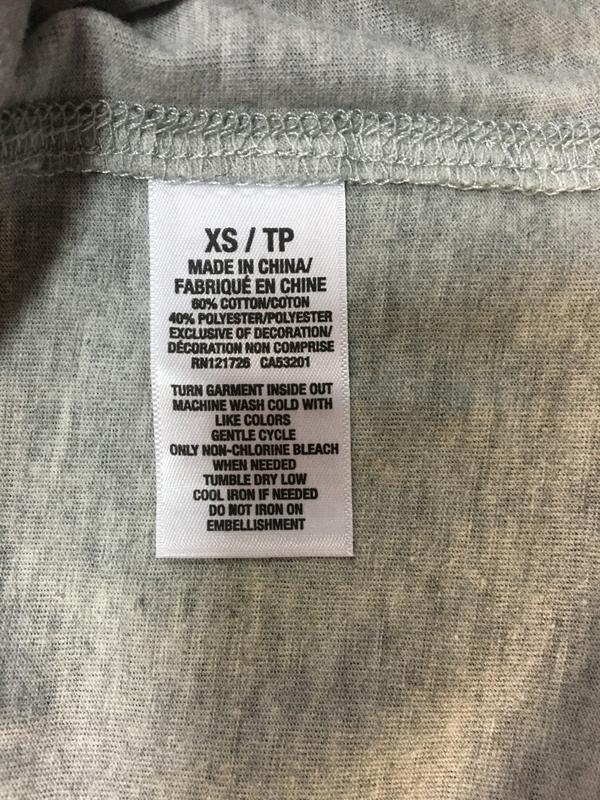 XS / TP
MADE IN CHINA/
FABRIQUÉ EN CHINE
60% COTTON/COTON
40% POLYESTER/POLYESTER
EXCLUSIVE OF DECORATION/
DÉCORATION NON COMPRISE
RN121726 CA53201
TURN GARMENT INSIDE OUT
MACHINE WASH COLD WITH
LIKE COLORS
GENTLE CYCLE
ONLY NON-CHLORINE BLEACH
WHEN NEEDED
TUMBLE DRY LOW
COOL IRON IF NEEDED
DO NOT IRON ON
EMBELLISHMENT